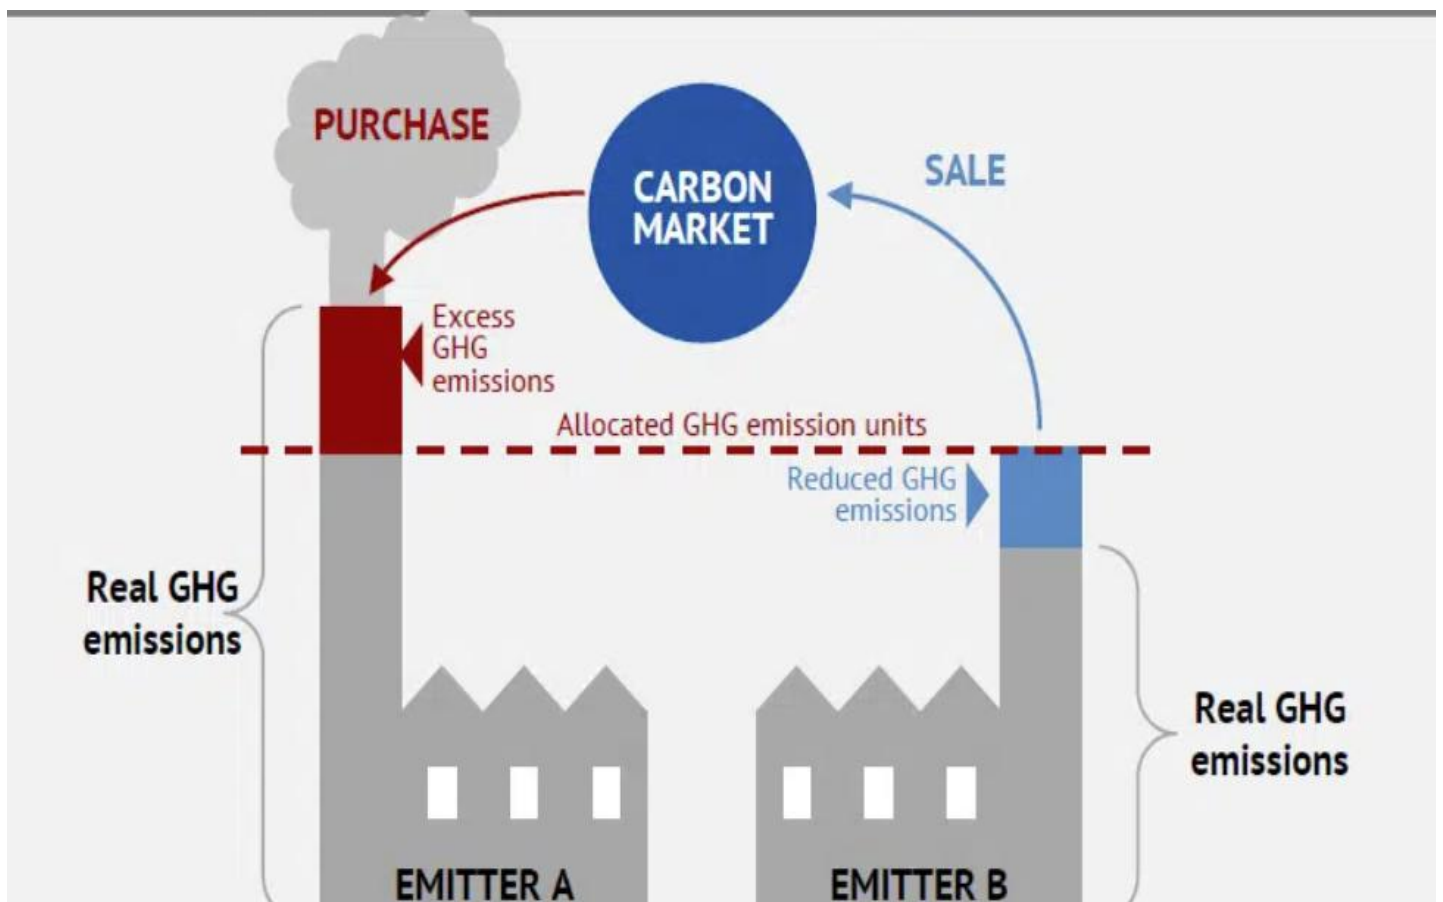 PURCHASE
CARBON
MARKET
SALE
Excess
GHG
emissions
Allocated GHG emission units
Reduced GHG
emissions
Real GHG
emissions
Real GHG
emissions
EMITTER A
EMITTER B